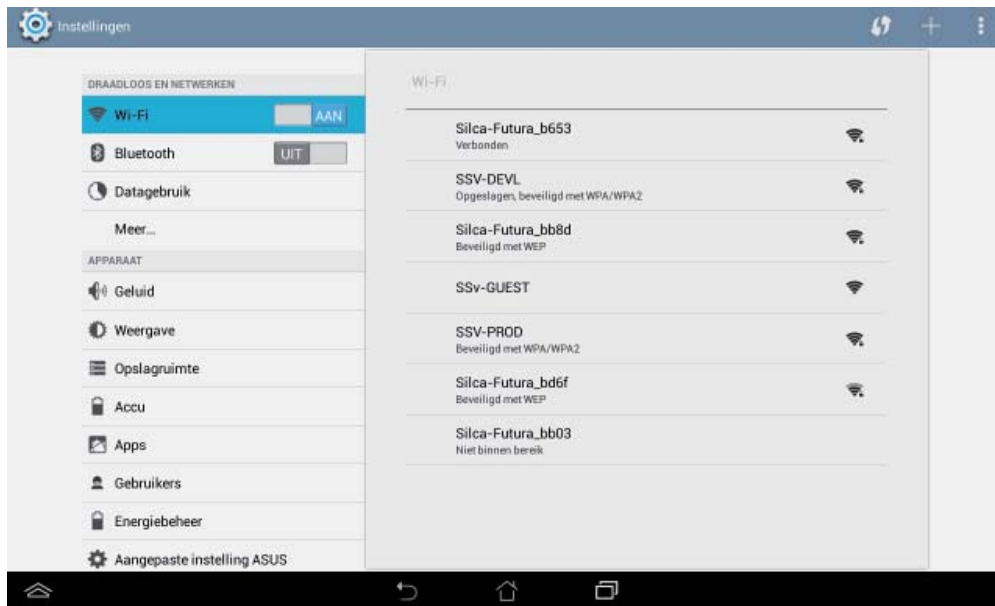 Instellingen
DRAADLOOS EN NETWERKEN
Wi-Fi AAN
Bluetooth UIT
Datagebruik
Meer...
APPARAAT
Geluid
Weergave
Opslagruimte
Accu
Apps
Gebruikers
Energiebeheer
Aangepaste instelling ASUS
Wi-Fi
Silca-Futura_b653
Verbonden
SSV-DEVL
Opgeslagen, beveiligd met WPA/WPA2
Silca-Futura_bb8d
Beveiligd met WEP
SSv-GUEST
SSV-PROD
Beveiligd met WPA/WPA2
Silca-Futura_bd6f
Beveiligd met WEP
Silca-Futura_bb03
Niet binnen bereik